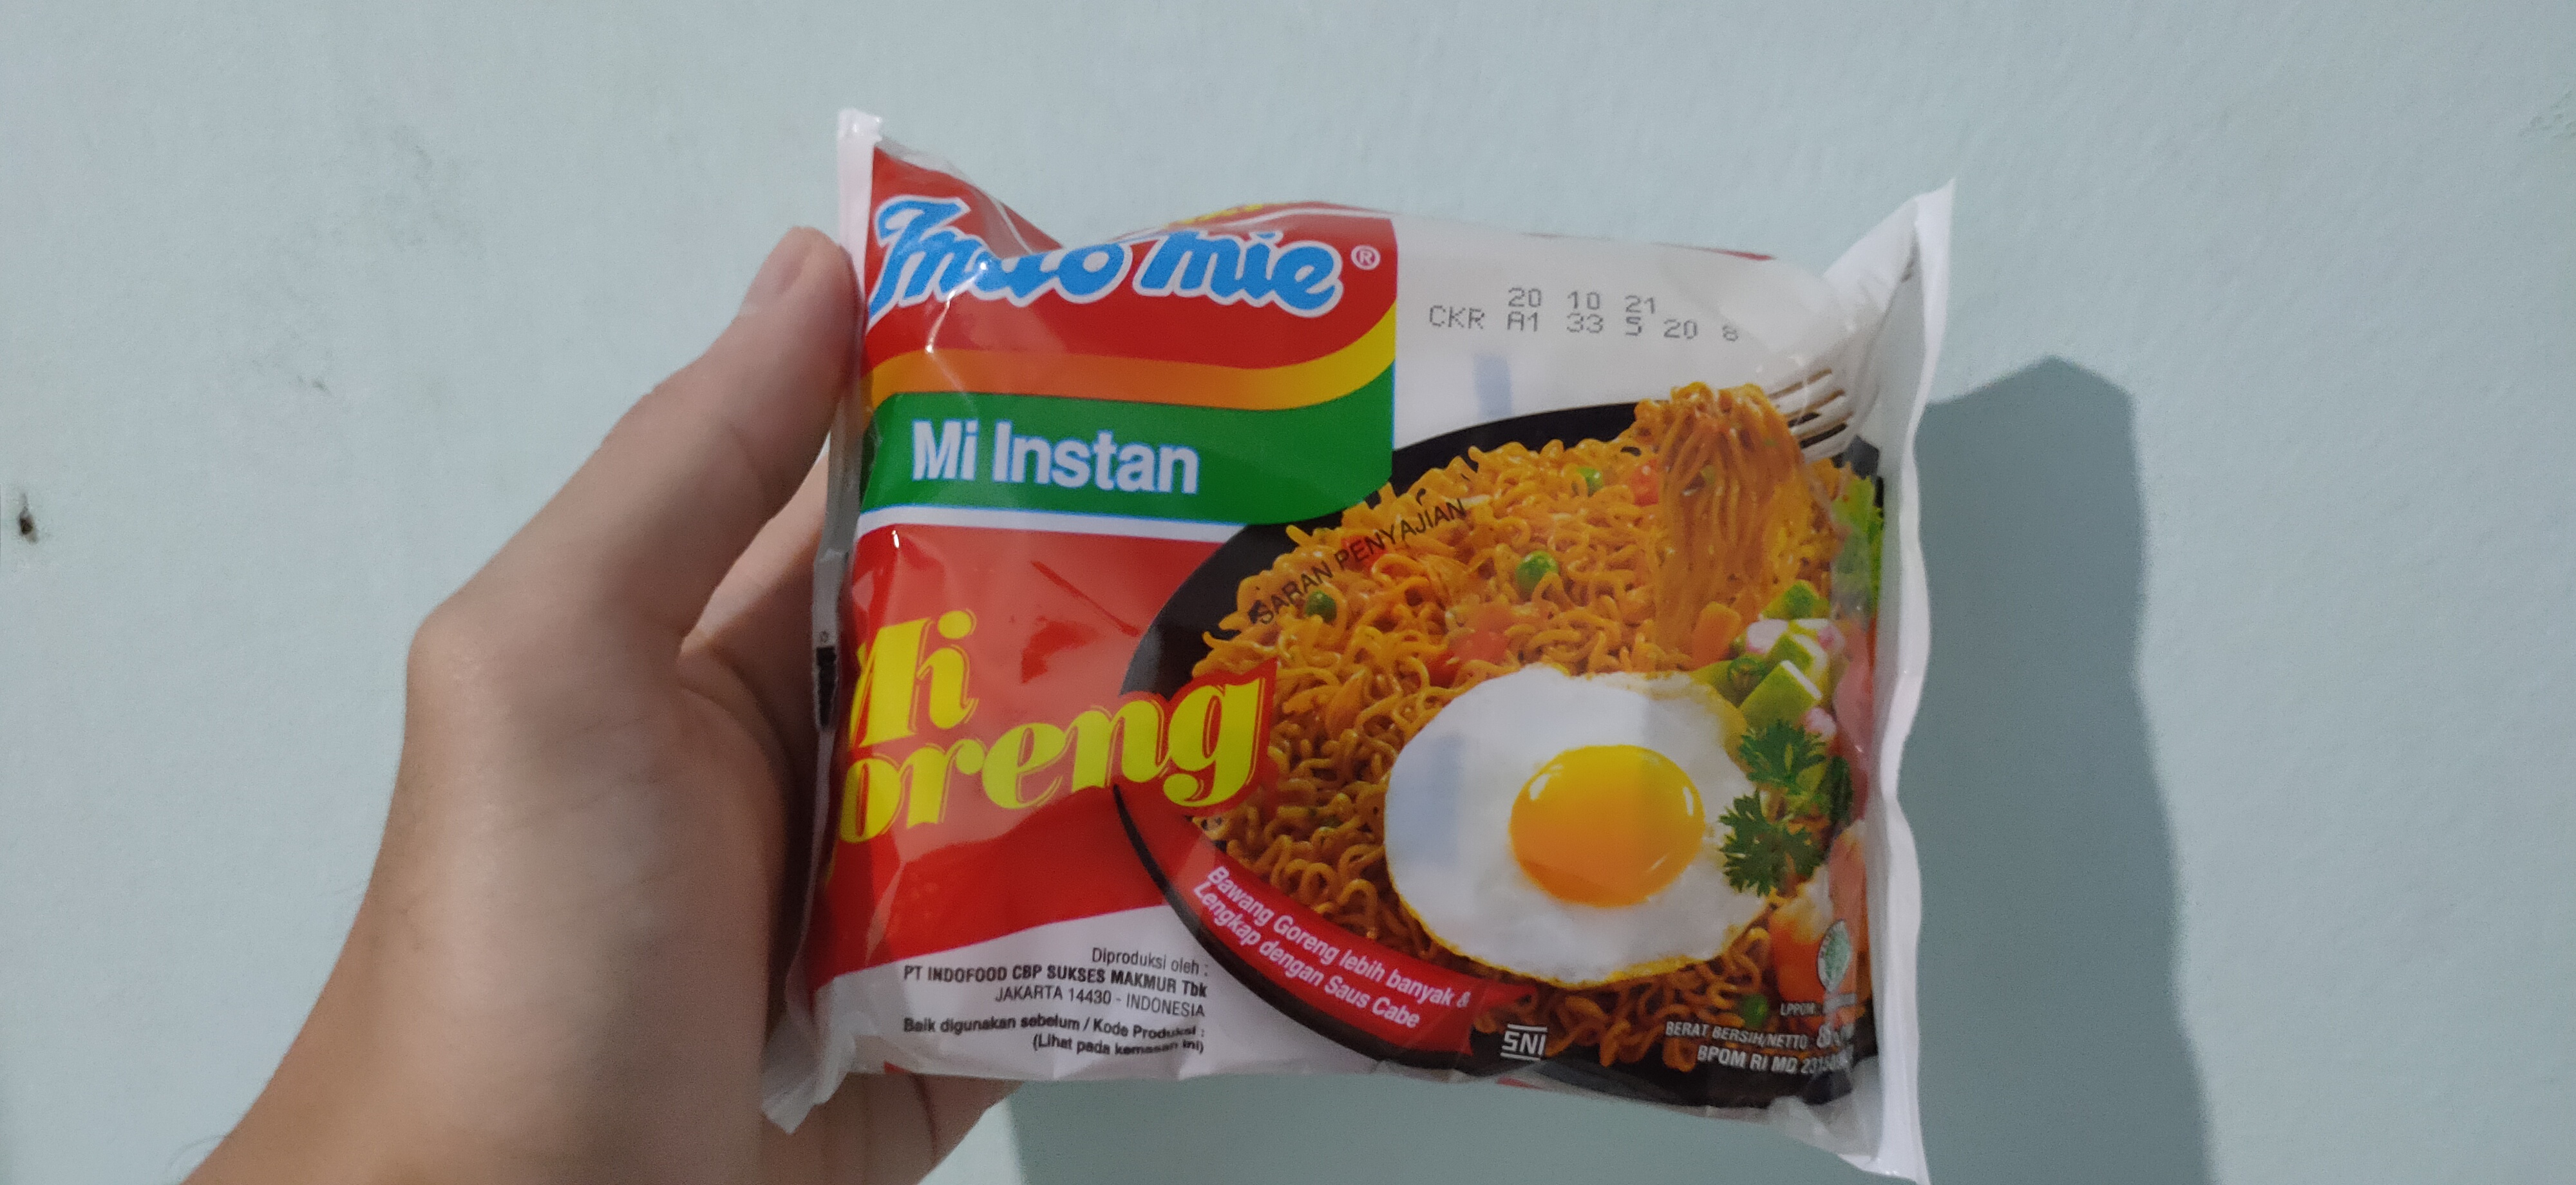 Indomie®
20 10 21
CKR A1 33 5 20 8
Mi Instan
SARAN PENYAJIAN
Mi
oreng
Bawang Goreng lebih banyak &
Lengkap dengan Saus Cabe
Diproduksi oleh :
PT INDOFOOD CBP SUKSES MAKMUR Tbk
JAKARTA 14430 - INDONESIA
Baik digunakan sebelum / Kode Produksi :
(Lihat pada kemasan ini)
SNI
LPPOM
BERAT BERSIH/NETTO
BPOM RI MD